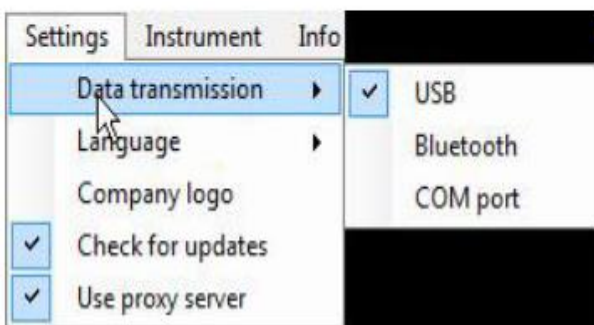 Settings Instrument Info
Data transmission
USB
Language
Bluetooth
Company logo
COM port
Check for updates
Use proxy server